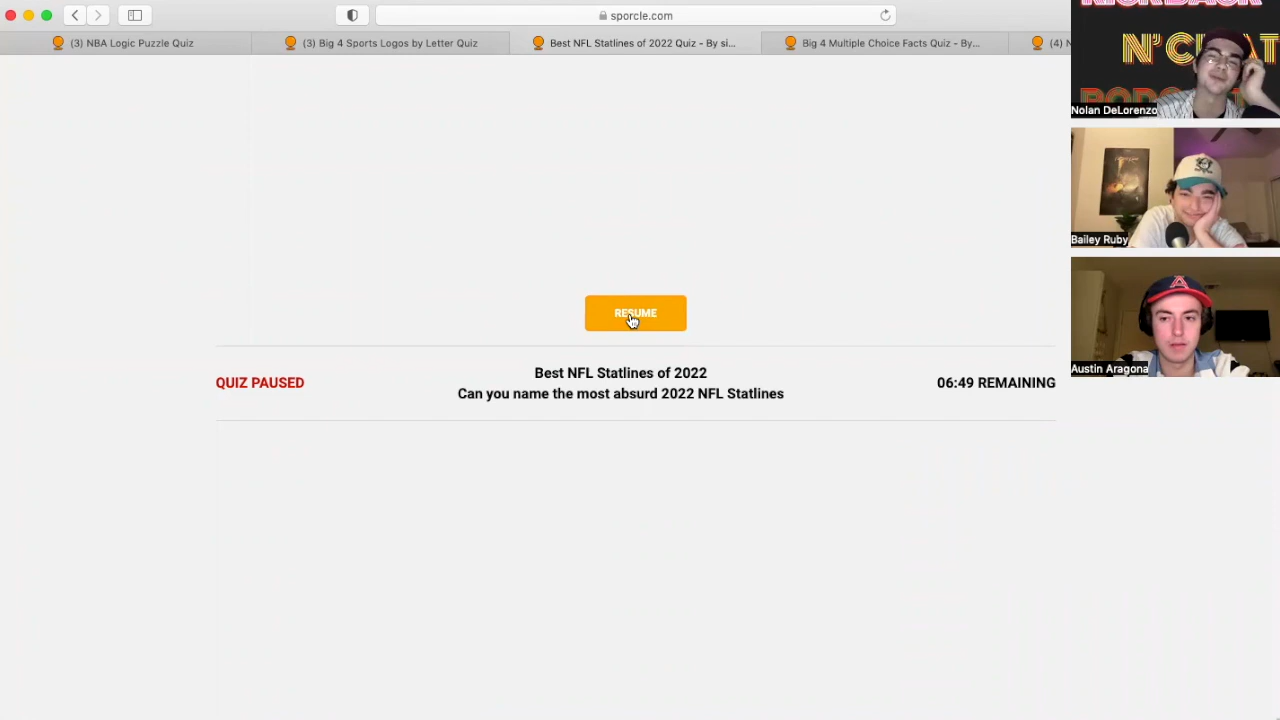 sporcle.com
(3) NBA Logic Puzzle Quiz
(3) Big 4 Sports Logos by Letter Quiz
Best NFL Statlines of 2022 Quiz - By si...
Big 4 Multiple Choice Facts Quiz - By...
(4) N
N'C AT
Nolan DeLorenzo
Bailey Ruby
Austin Aragona
A
RESUME
QUIZ PAUSED
Best NFL Statlines of 2022
Can you name the most absurd 2022 NFL Statlines
06:49 REMAINING